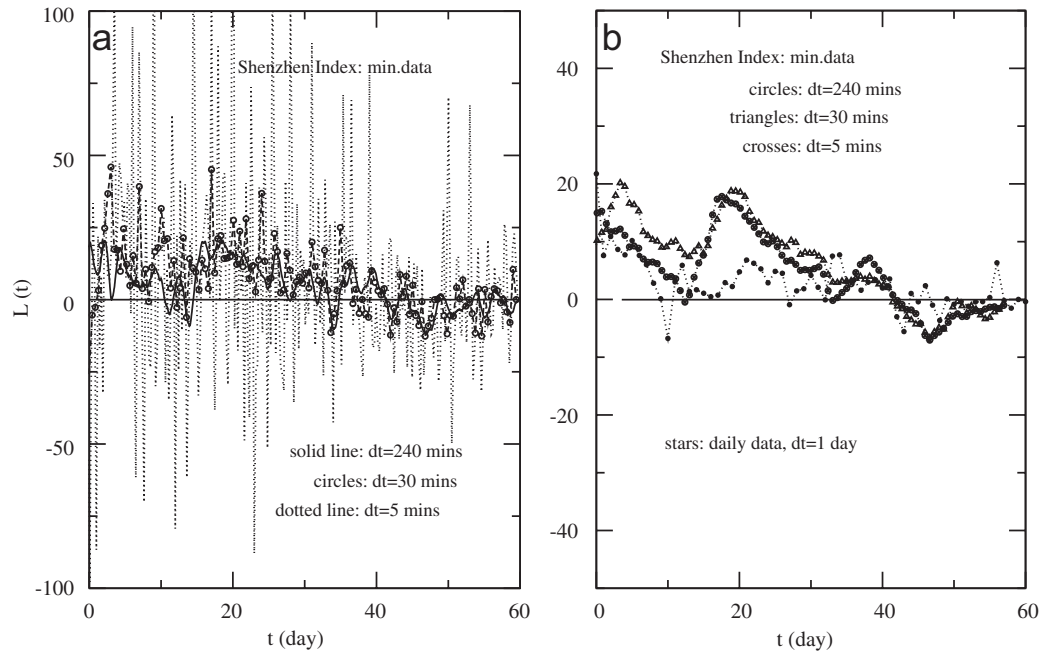 a
Shenzhen Index: min.data
solid line: dt=240 mins
circles: dt=30 mins
dotted line: dt=5 mins
L (t)
100
50
0
-50
-100
0
20
40
60
t (day)
b
Shenzhen Index: min.data
circles: dt=240 mins
triangles: dt=30 mins
crosses: dt=5 mins
stars: daily data, dt=1 day
40
20
0
-20
-40
0
20
40
60
t (day)